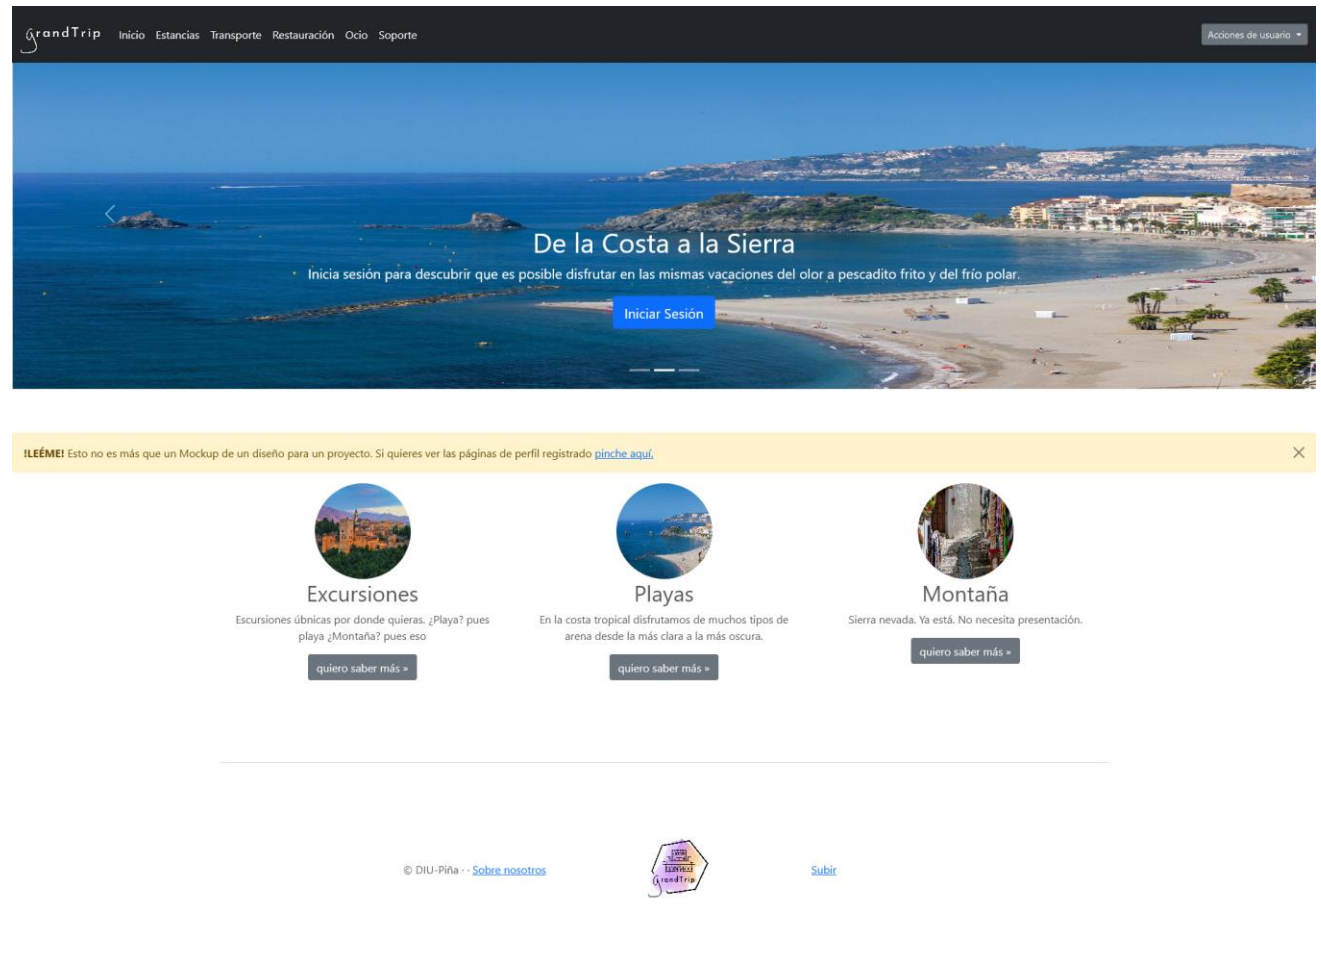 GrandTrip Inicio Estancias Transporte Restauración Ocio Soporte Acciones de usuario
De la Costa a la Sierra
Inicia sesión para descubrir que es posible disfrutar en las mismas vacaciones del olor a pescadito frito y del frío polar.
Iniciar Sesión
!LEÉME! Esto no es más que un Mockup de un diseño para un proyecto. Si quieres ver las páginas de perfil registrado pinche aquí.
Excursiones
Escursiones úbnicas por donde quieras. ¿Playa? pues
playa ¿Montaña? pues eso
quiero saber más »
Playas
En la costa tropical disfrutamos de muchos tipos de
arena desde la más clara a la más oscura.
quiero saber más »
Montaña
Sierra nevada. Ya está. No necesita presentación.
quiero saber más »
© DIU-Piña · · Sobre nosotros
GrandTrip
Subir